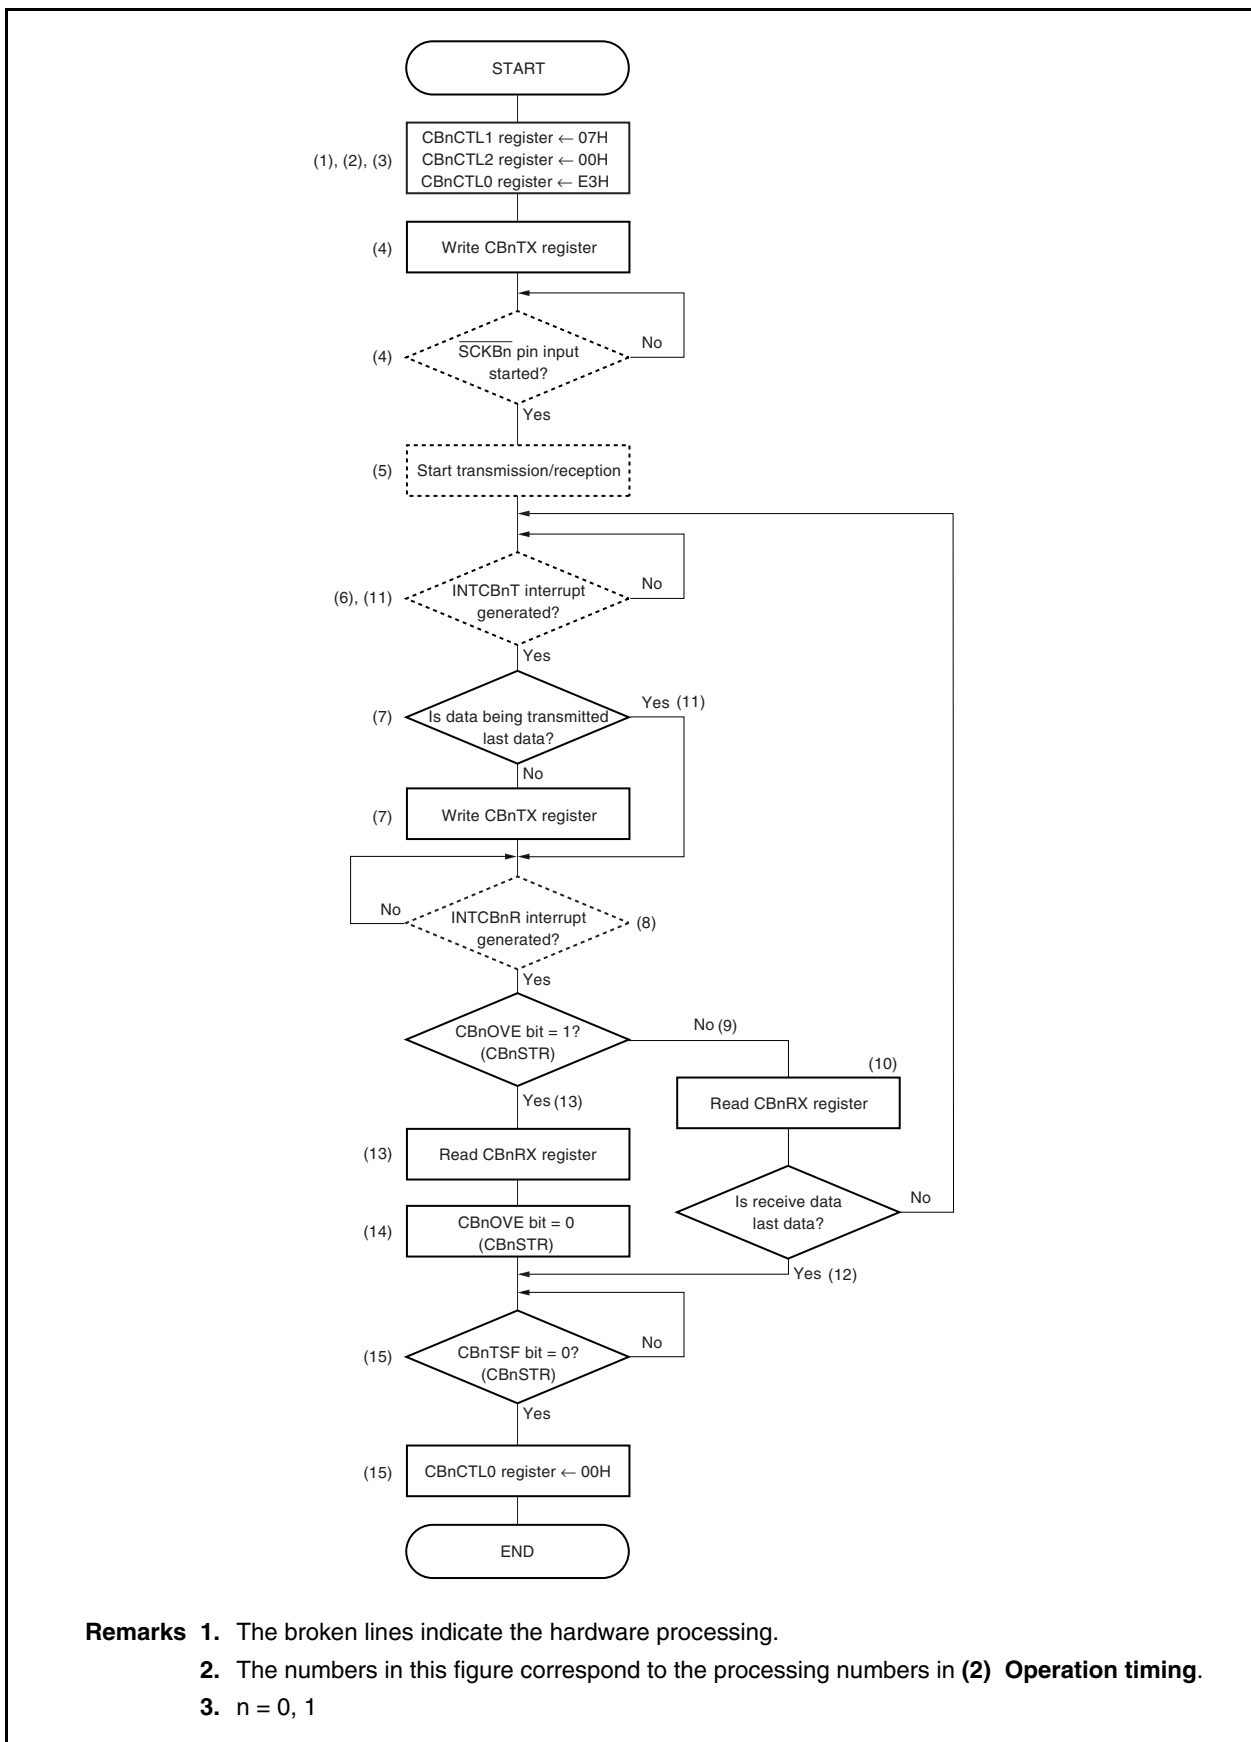 START
CBnCTL1 register ← 07H
(1), (2), (3) CBnCTL2 register ← 00H
CBnCTL0 register ← E3H
(4) Write CBnTX register
SCKBn pin input
No
(4)
started?
Yes
(5) Start transmission/reception
INTCBnT interrupt
No
(6), (11)
generated?
Yes
Yes (11)
(7) Is data being transmitted
last data?
No
(7) Write CBnTX register
No
INTCBnR interrupt
(8)
generated?
Yes
CBnOVE bit = 1?
(CBnSTR)
No (9)
(10)
Yes (13)
Read CBnRX register
(13) Read CBnRX register
Is receive data
last data?
No
(14) CBnOVE bit = 0
(CBnSTR)
Yes (12)
No
(15) CBnTSF bit = 0?
(CBnSTR)
Yes
(15) CBnCTL0 register ← 00H
END
Remarks 1. The broken lines indicate the hardware processing.
2. The numbers in this figure correspond to the processing numbers in (2) Operation timing.
3. n = 0, 1